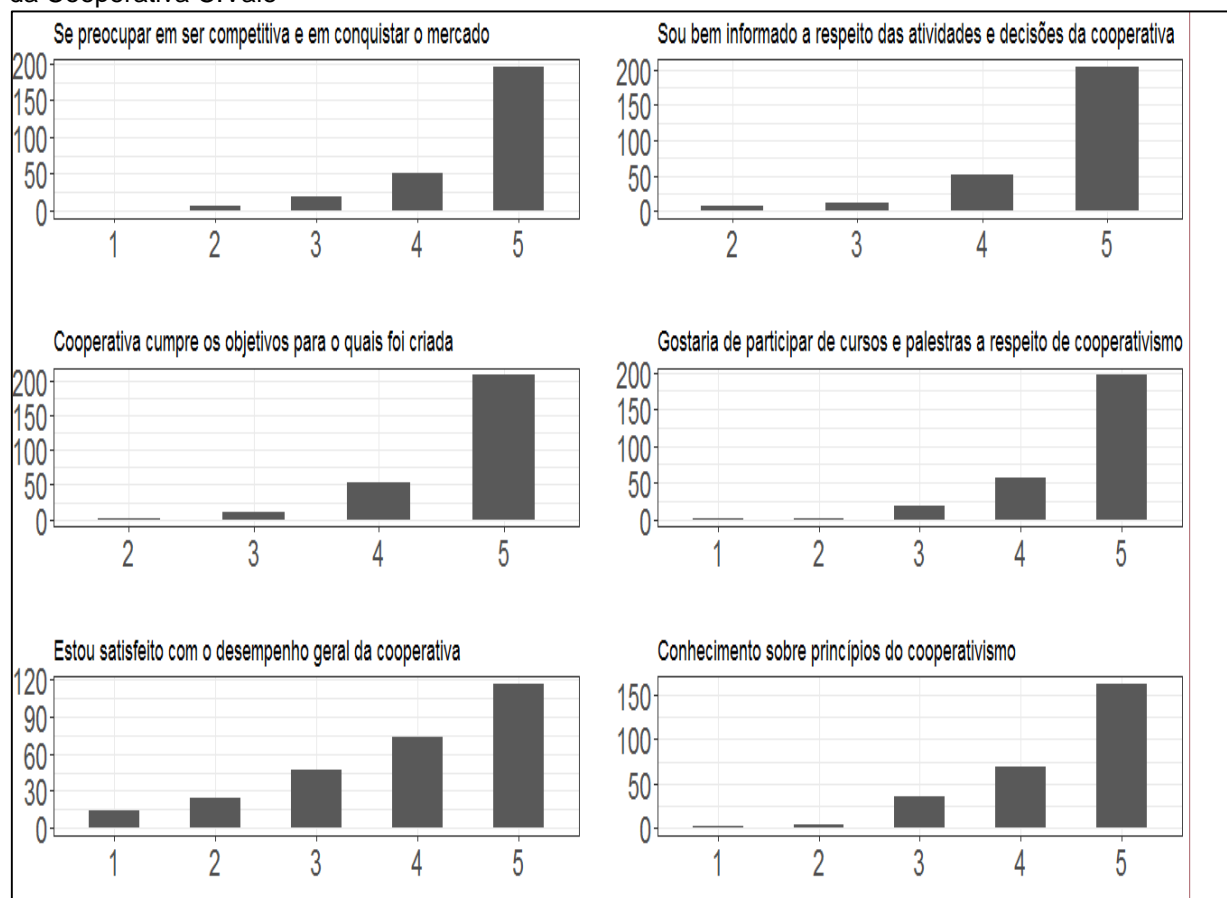 da Cooperativa C.Vale
Se preocupar em ser competitiva e em conquistar o mercado
200
150
100
50
0
1 2 3 4 5
Sou bem informado a respeito das atividades e decisões da cooperativa
200
150
100
50
0
2 3 4 5
Cooperativa cumpre os objetivos para o quais foi criada
200
150
100
50
0
2 3 4 5
Gostaria de participar de cursos e palestras a respeito de cooperativismo
200
150
100
50
0
1 2 3 4 5
Estou satisfeito com o desempenho geral da cooperativa
120
90
60
30
0
1 2 3 4 5
Conhecimento sobre princípios do cooperativismo
150
100
50
0
1 2 3 4 5